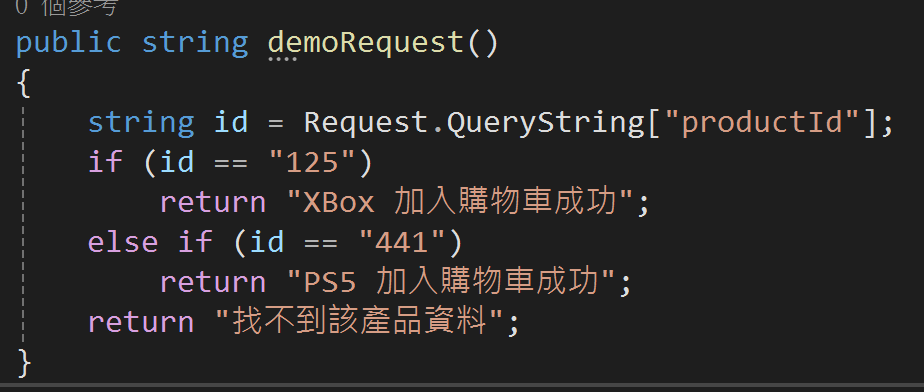 0 個參考
public string demoRequest()
{
    string id = Request.QueryString["productId"];
    if (id == "125")
        return "XBox 加入購物車成功";
    else if (id == "441")
        return "PS5 加入購物車成功";
    return "找不到該產品資料";
}